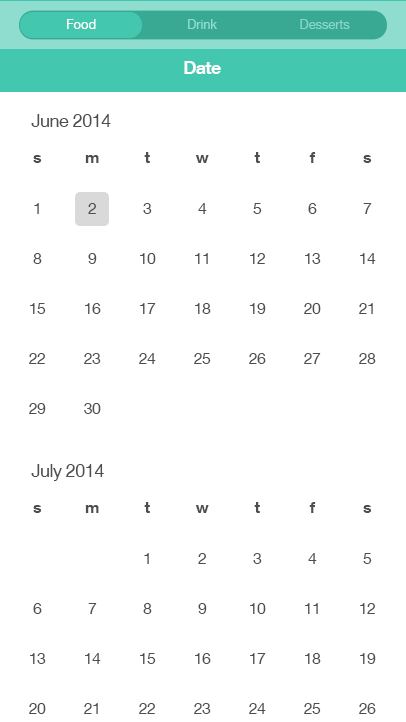 Food Drink Desserts
Date
June 2014
s m t w t f s
1 2 3 4 5 6 7
8 9 10 11 12 13 14
15 16 17 18 19 20 21
22 23 24 25 26 27 28
29 30
July 2014
s m t w t f s
1 2 3 4 5
6 7 8 9 10 11 12
13 14 15 16 17 18 19
20 21 22 23 24 25 26